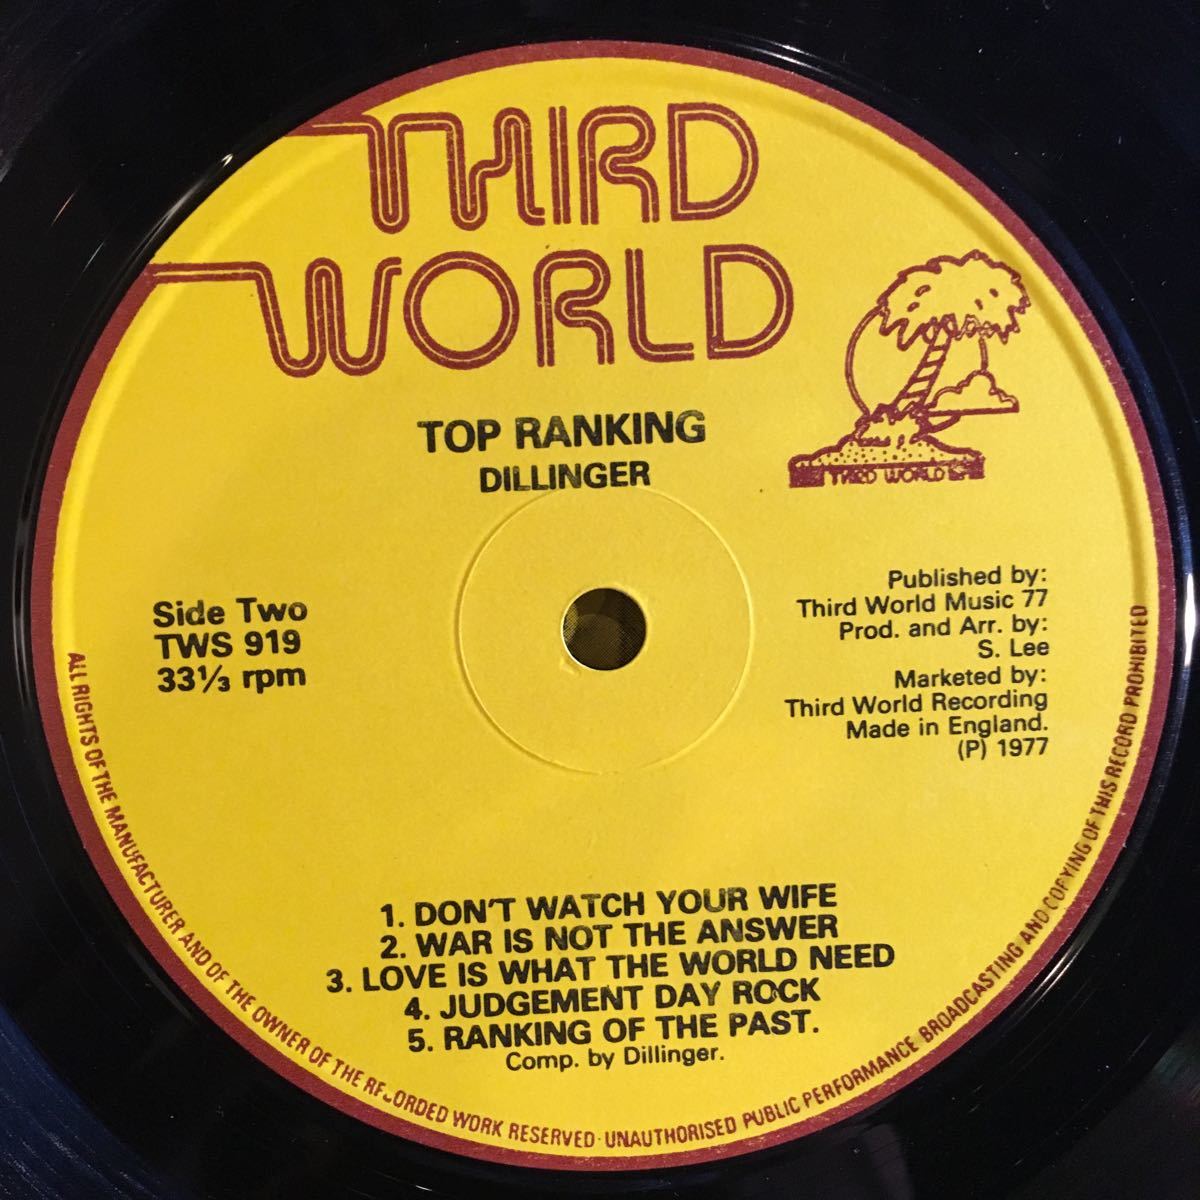 THIRD
WORLD
THIRD WORLD
TOP RANKING
DILLINGER
Side Two
TWS 919
33⅓ rpm
Published by:
Third World Music 77
Prod. and Arr. by:
S. Lee
Marketed by:
Third World Recording
Made in England.
(P) 1977
1. DON'T WATCH YOUR WIFE
2. WAR IS NOT THE ANSWER
3. LOVE IS WHAT THE WORLD NEED
4. JUDGEMENT DAY ROCK
5. RANKING OF THE PAST.
Comp. by Dillinger.
ALL RIGHTS OF THE MANUFACTURER AND OF THE OWNER OF THE RECORDED WORK RESERVED · UNAUTHORISED PUBLIC PERFORMANCE BROADCASTING AND COPYING OF THIS RECORD PROHIBITED